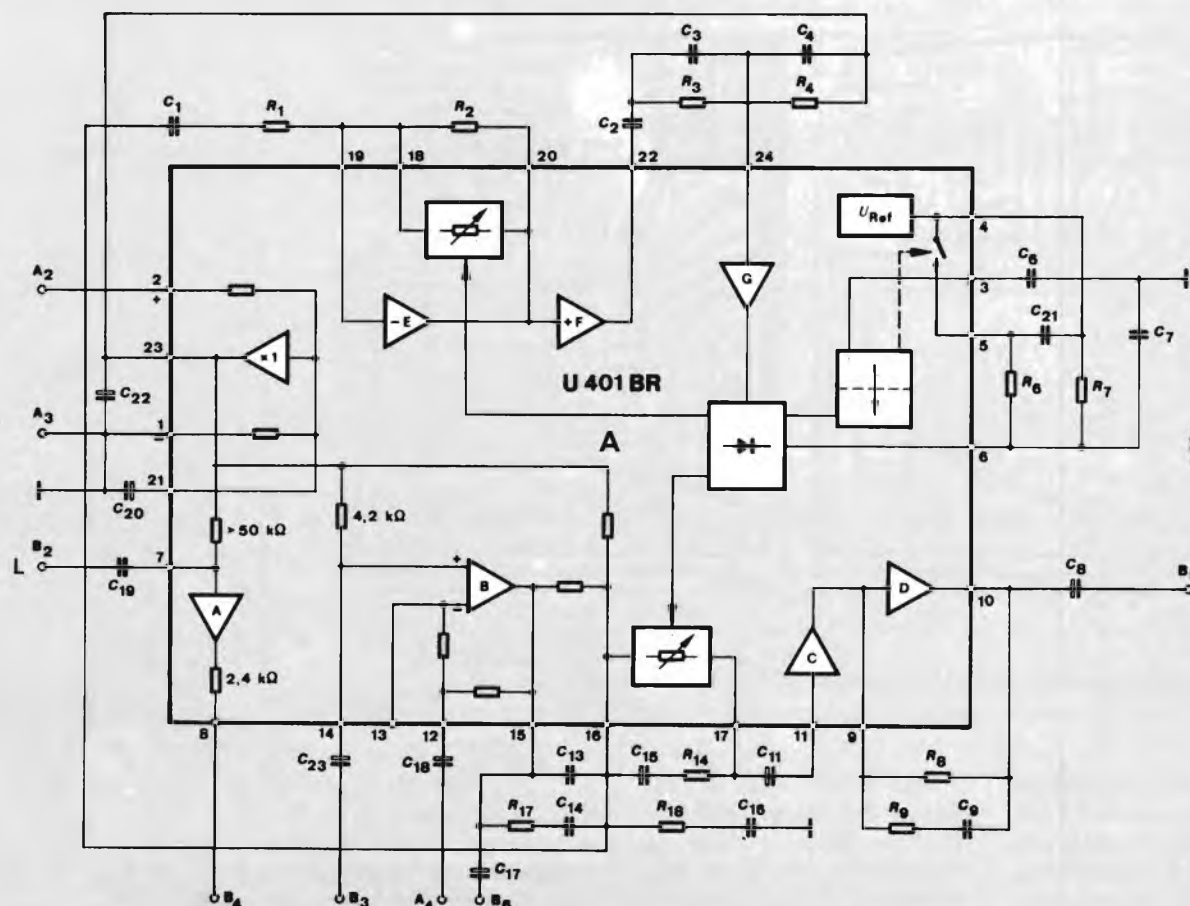 C3
C4
C1
R1
R2
R3
R4
C2
19
18
20
22
24
URef
4
A2
2
+
-E
+F
G
3
C6
C21
C7
5
23
×1
U 401 BR
R6
R7
C22
A3
1
−
A
6
C20
21
> 50 kΩ
4,2 kΩ
L
B2
7
C19
+
B
−
A
D
10
C8
C
2,4 kΩ
8
14
13
12
15
16
17
11
9
C23
C18
C13
C15
R14
C11
R8
R17
C14
R18
C16
R9
C9
C17
B4
B3